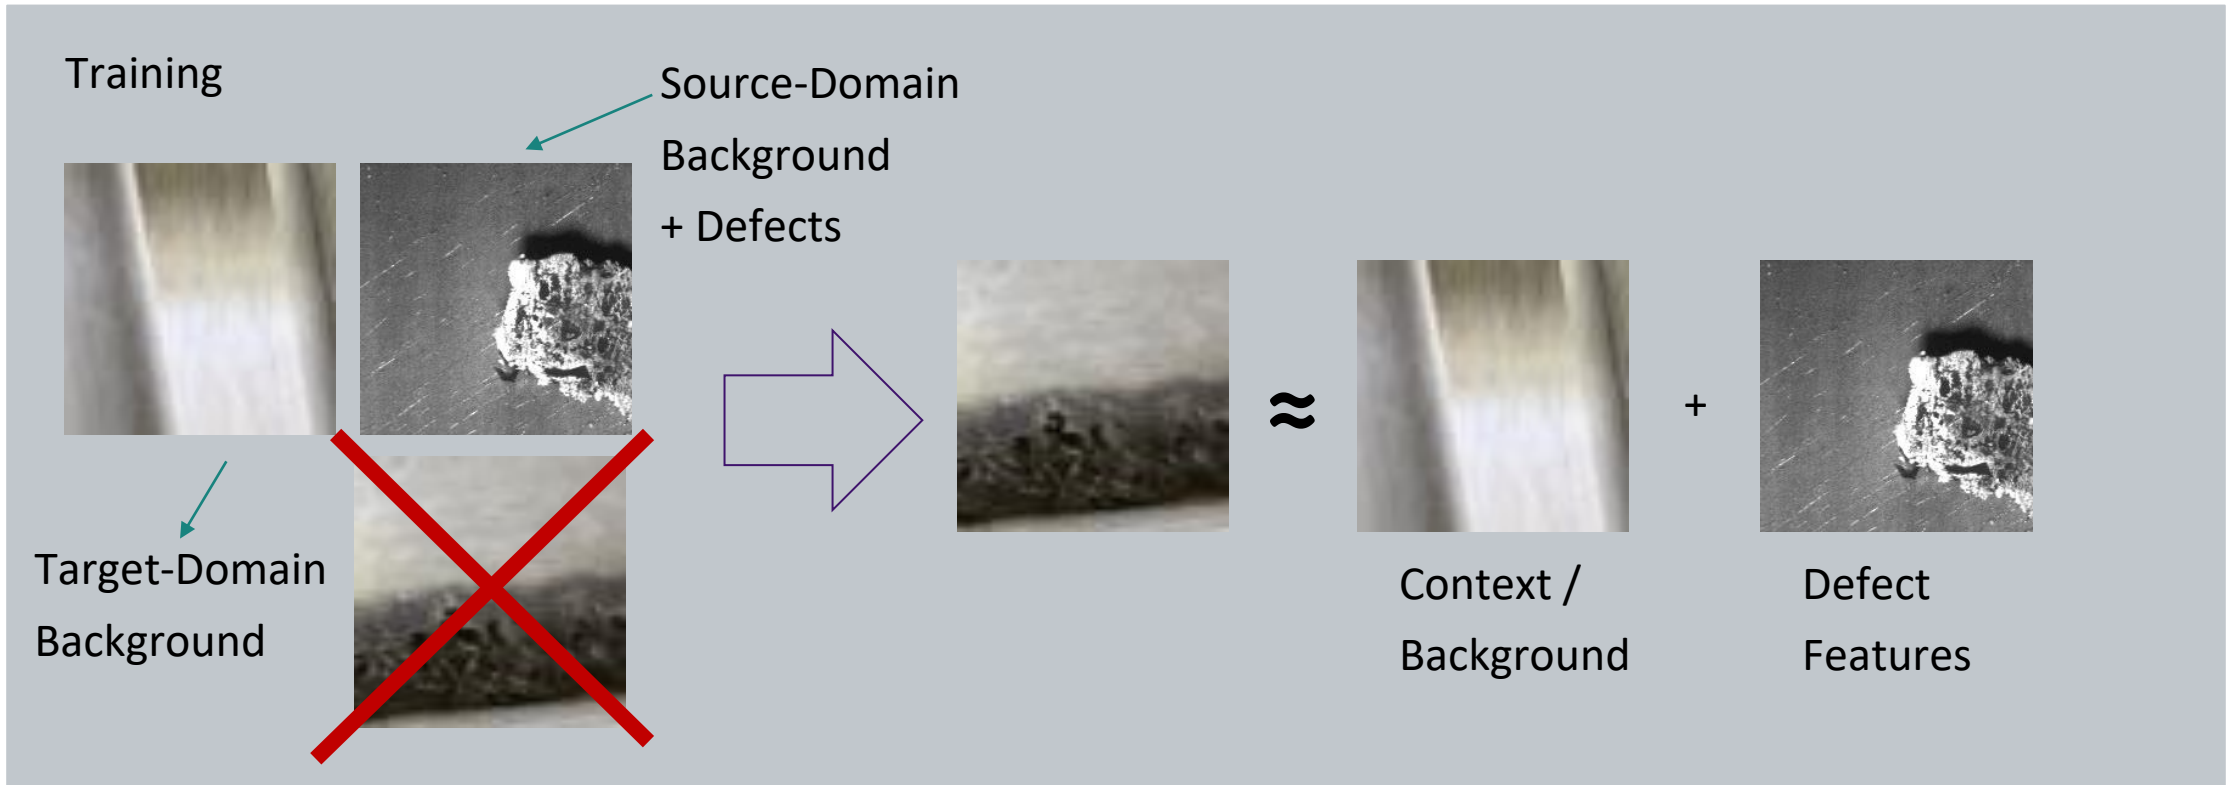 Training
Source-Domain
Background
+ Defects
Target-Domain
Background
≈
+
Context /
Background
Defect
Features